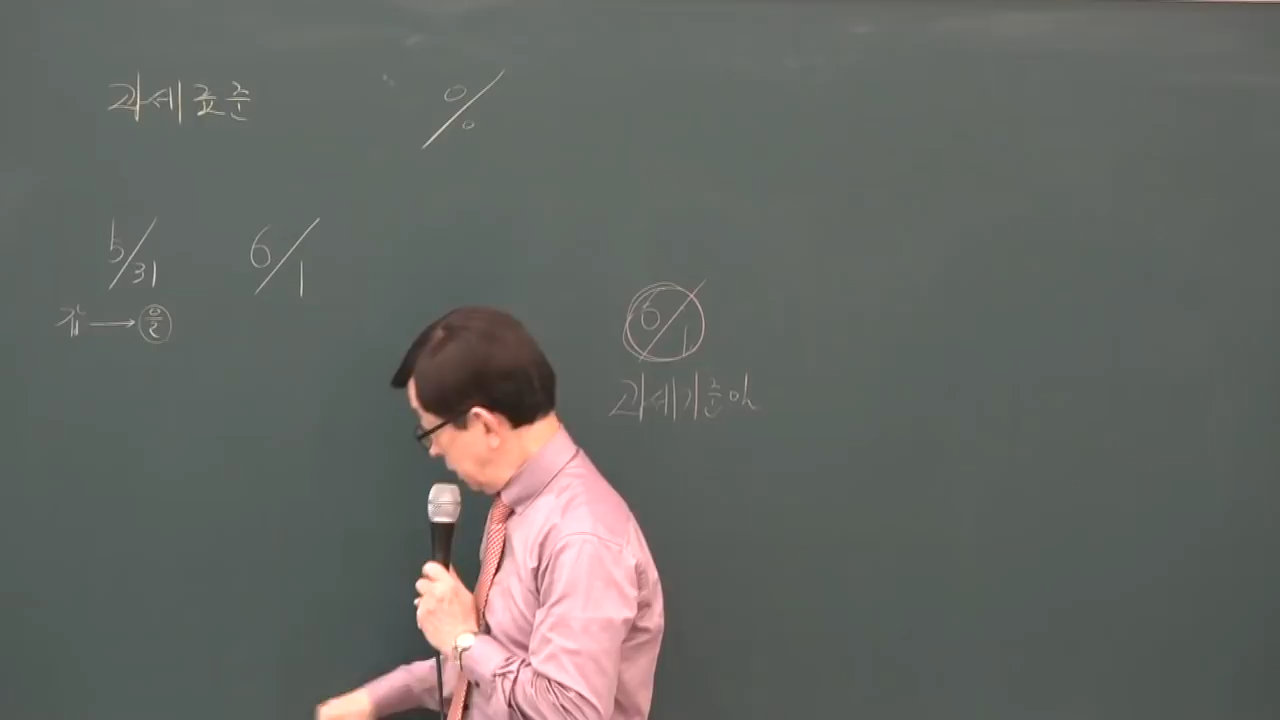 과세표준 %
5/31 6/1
갑 → 을
6/1
과세기준일